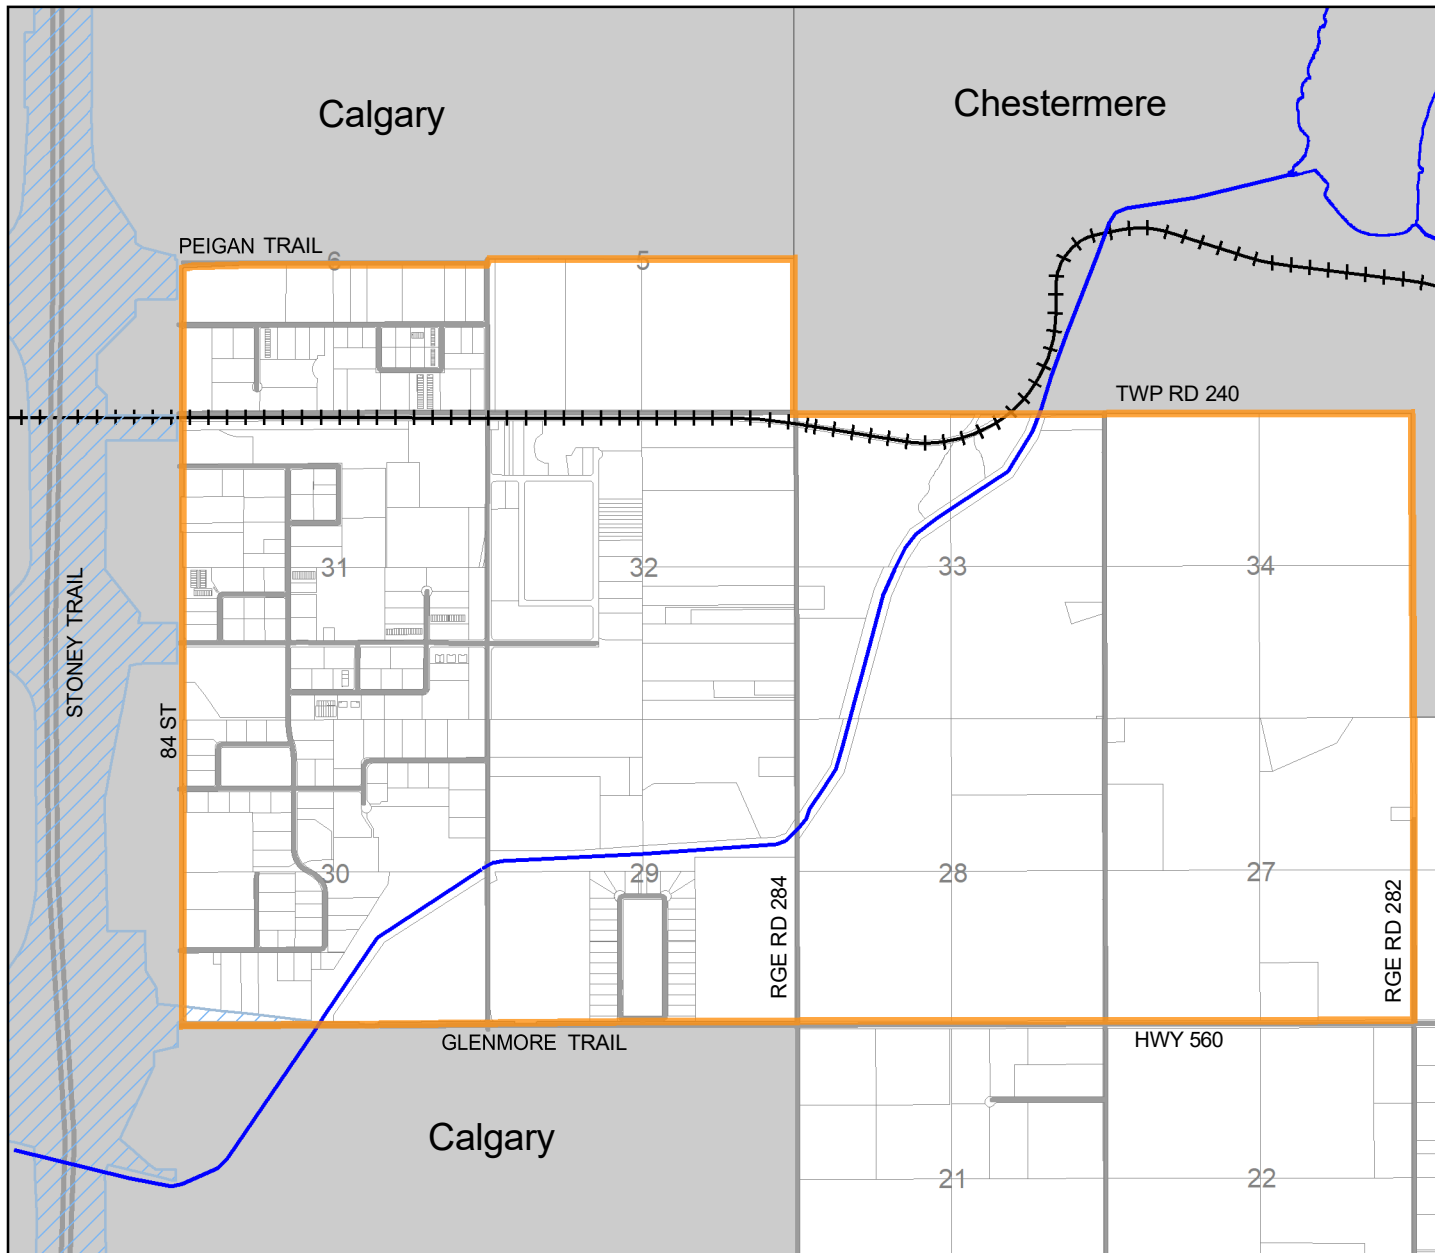 Calgary
Chestermere
PEIGAN TRAIL
6
5
TWP RD 240
31
32
33
34
STONEY TRAIL
84 ST
30
29
28
27
RGE RD 284
RGE RD 282
GLENMORE TRAIL
HWY 560
Calgary
21
22